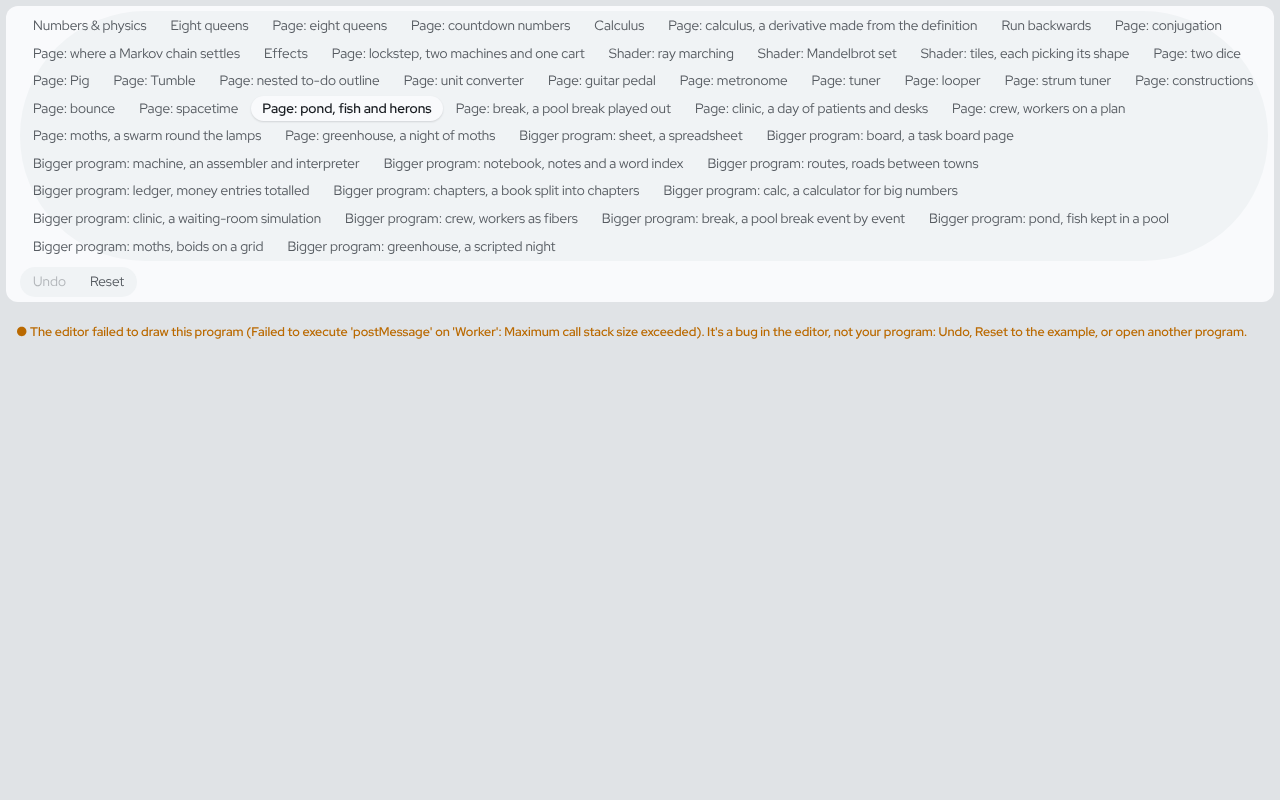 Numbers & physics Eight queens Page: eight queens Page: countdown numbers Calculus Page: calculus, a derivative made from the definition Run backwards Page: conjugation
Page: where a Markov chain settles Effects Page: lockstep, two machines and one cart Shader: ray marching Shader: Mandelbrot set Shader: tiles, each picking its shape Page: two dice
Page: Pig Page: Tumble Page: nested to-do outline Page: unit converter Page: guitar pedal Page: metronome Page: tuner Page: looper Page: strum tuner Page: constructions
Page: bounce Page: spacetime Page: pond, fish and herons Page: break, a pool break played out Page: clinic, a day of patients and desks Page: crew, workers on a plan
Page: moths, a swarm round the lamps Page: greenhouse, a night of moths Bigger program: sheet, a spreadsheet Bigger program: board, a task board page
Bigger program: machine, an assembler and interpreter Bigger program: notebook, notes and a word index Bigger program: routes, roads between towns
Bigger program: ledger, money entries totalled Bigger program: chapters, a book split into chapters Bigger program: calc, a calculator for big numbers
Bigger program: clinic, a waiting-room simulation Bigger program: crew, workers as fibers Bigger program: break, a pool break event by event Bigger program: pond, fish kept in a pool
Bigger program: moths, boids on a grid Bigger program: greenhouse, a scripted night
Undo Reset
The editor failed to draw this program (Failed to execute 'postMessage' on 'Worker': Maximum call stack size exceeded). It's a bug in the editor, not your program: Undo, Reset to the example, or open another program.